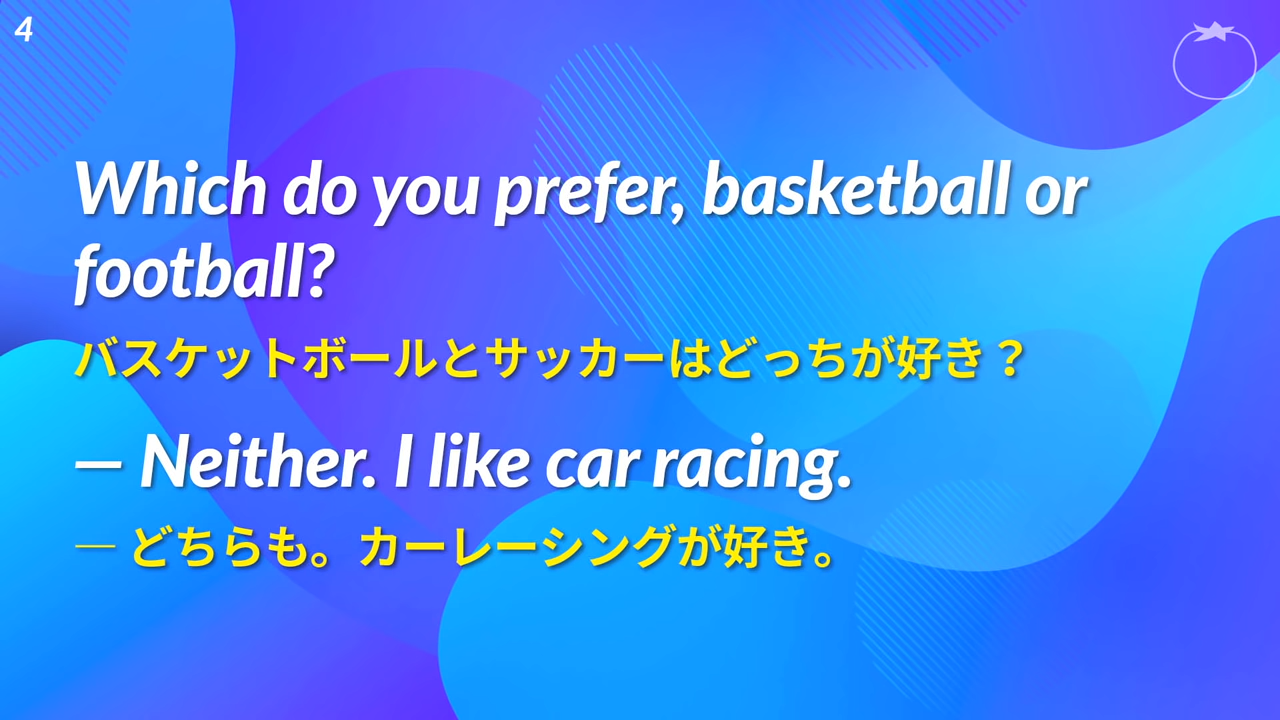 4
Which do you prefer, basketball or
football?
バスケットボールとサッカーはどっちが好き？
— Neither. I like car racing.
— どちらも。カーレーシングが好き。